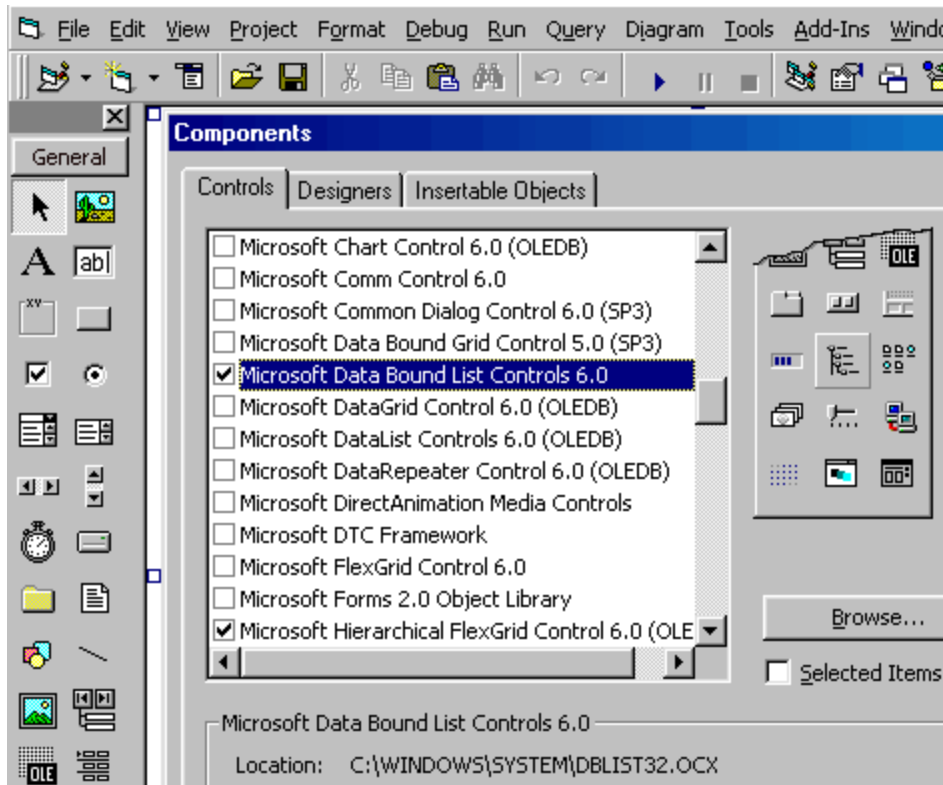 File Edit View Project Format Debug Run Query Diagram Tools Add-Ins Windo
Components
General
Controls Designers Insertable Objects
Microsoft Chart Control 6.0 (OLEDB)
Microsoft Comm Control 6.0
Microsoft Common Dialog Control 6.0 (SP3)
Microsoft Data Bound Grid Control 5.0 (SP3)
Microsoft Data Bound List Controls 6.0
Microsoft DataGrid Control 6.0 (OLEDB)
Microsoft DataList Controls 6.0 (OLEDB)
Microsoft DataRepeater Control 6.0 (OLEDB)
Microsoft DirectAnimation Media Controls
Microsoft DTC Framework
Microsoft FlexGrid Control 6.0
Microsoft Forms 2.0 Object Library
Microsoft Hierarchical FlexGrid Control 6.0 (OLE
A
ab
XY
OLE
OLE
Browse...
Selected Items
Microsoft Data Bound List Controls 6.0
Location: C:\WINDOWS\SYSTEM\DBLIST32.OCX